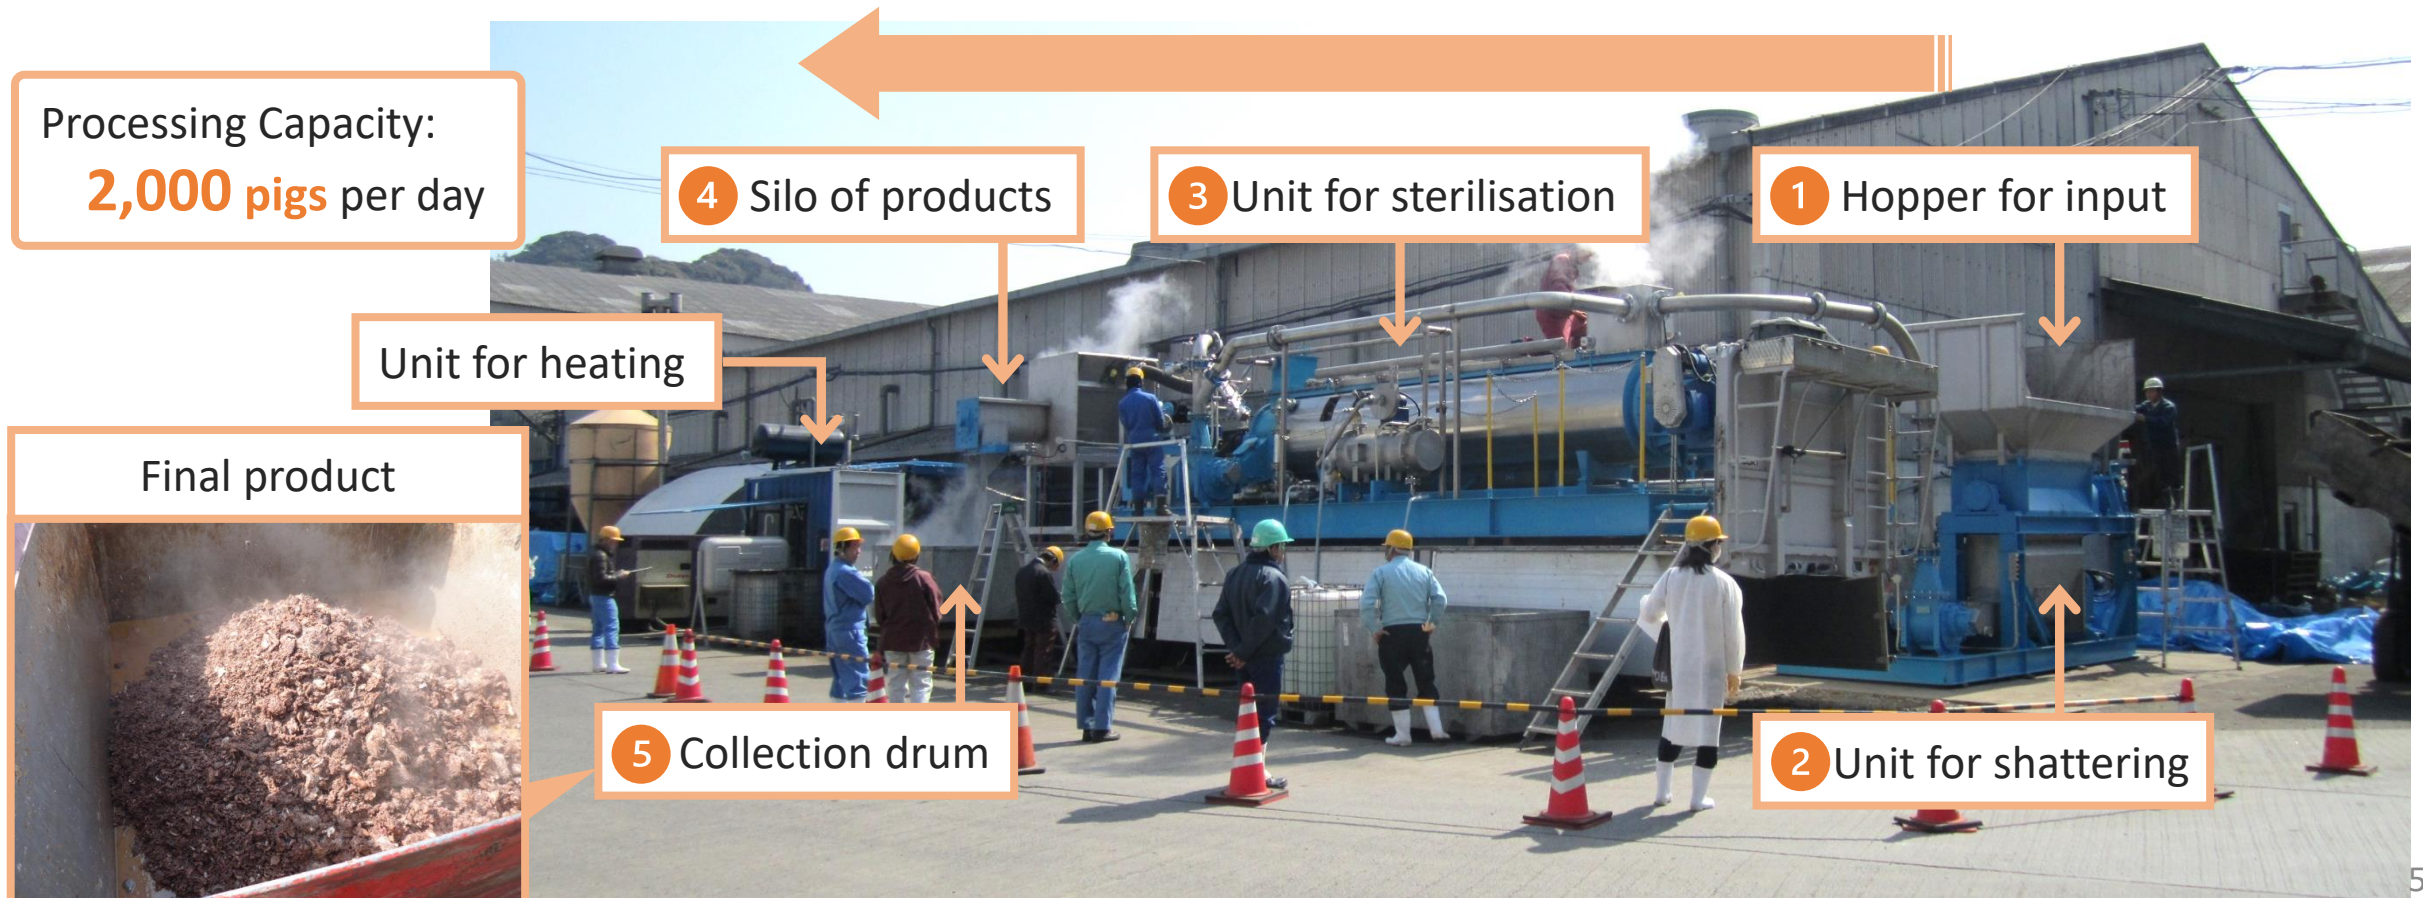 Processing Capacity:
2,000 pigs per day
4 Silo of products
3 Unit for sterilisation
1 Hopper for input
Unit for heating
Final product
5 Collection drum
2 Unit for shattering
5